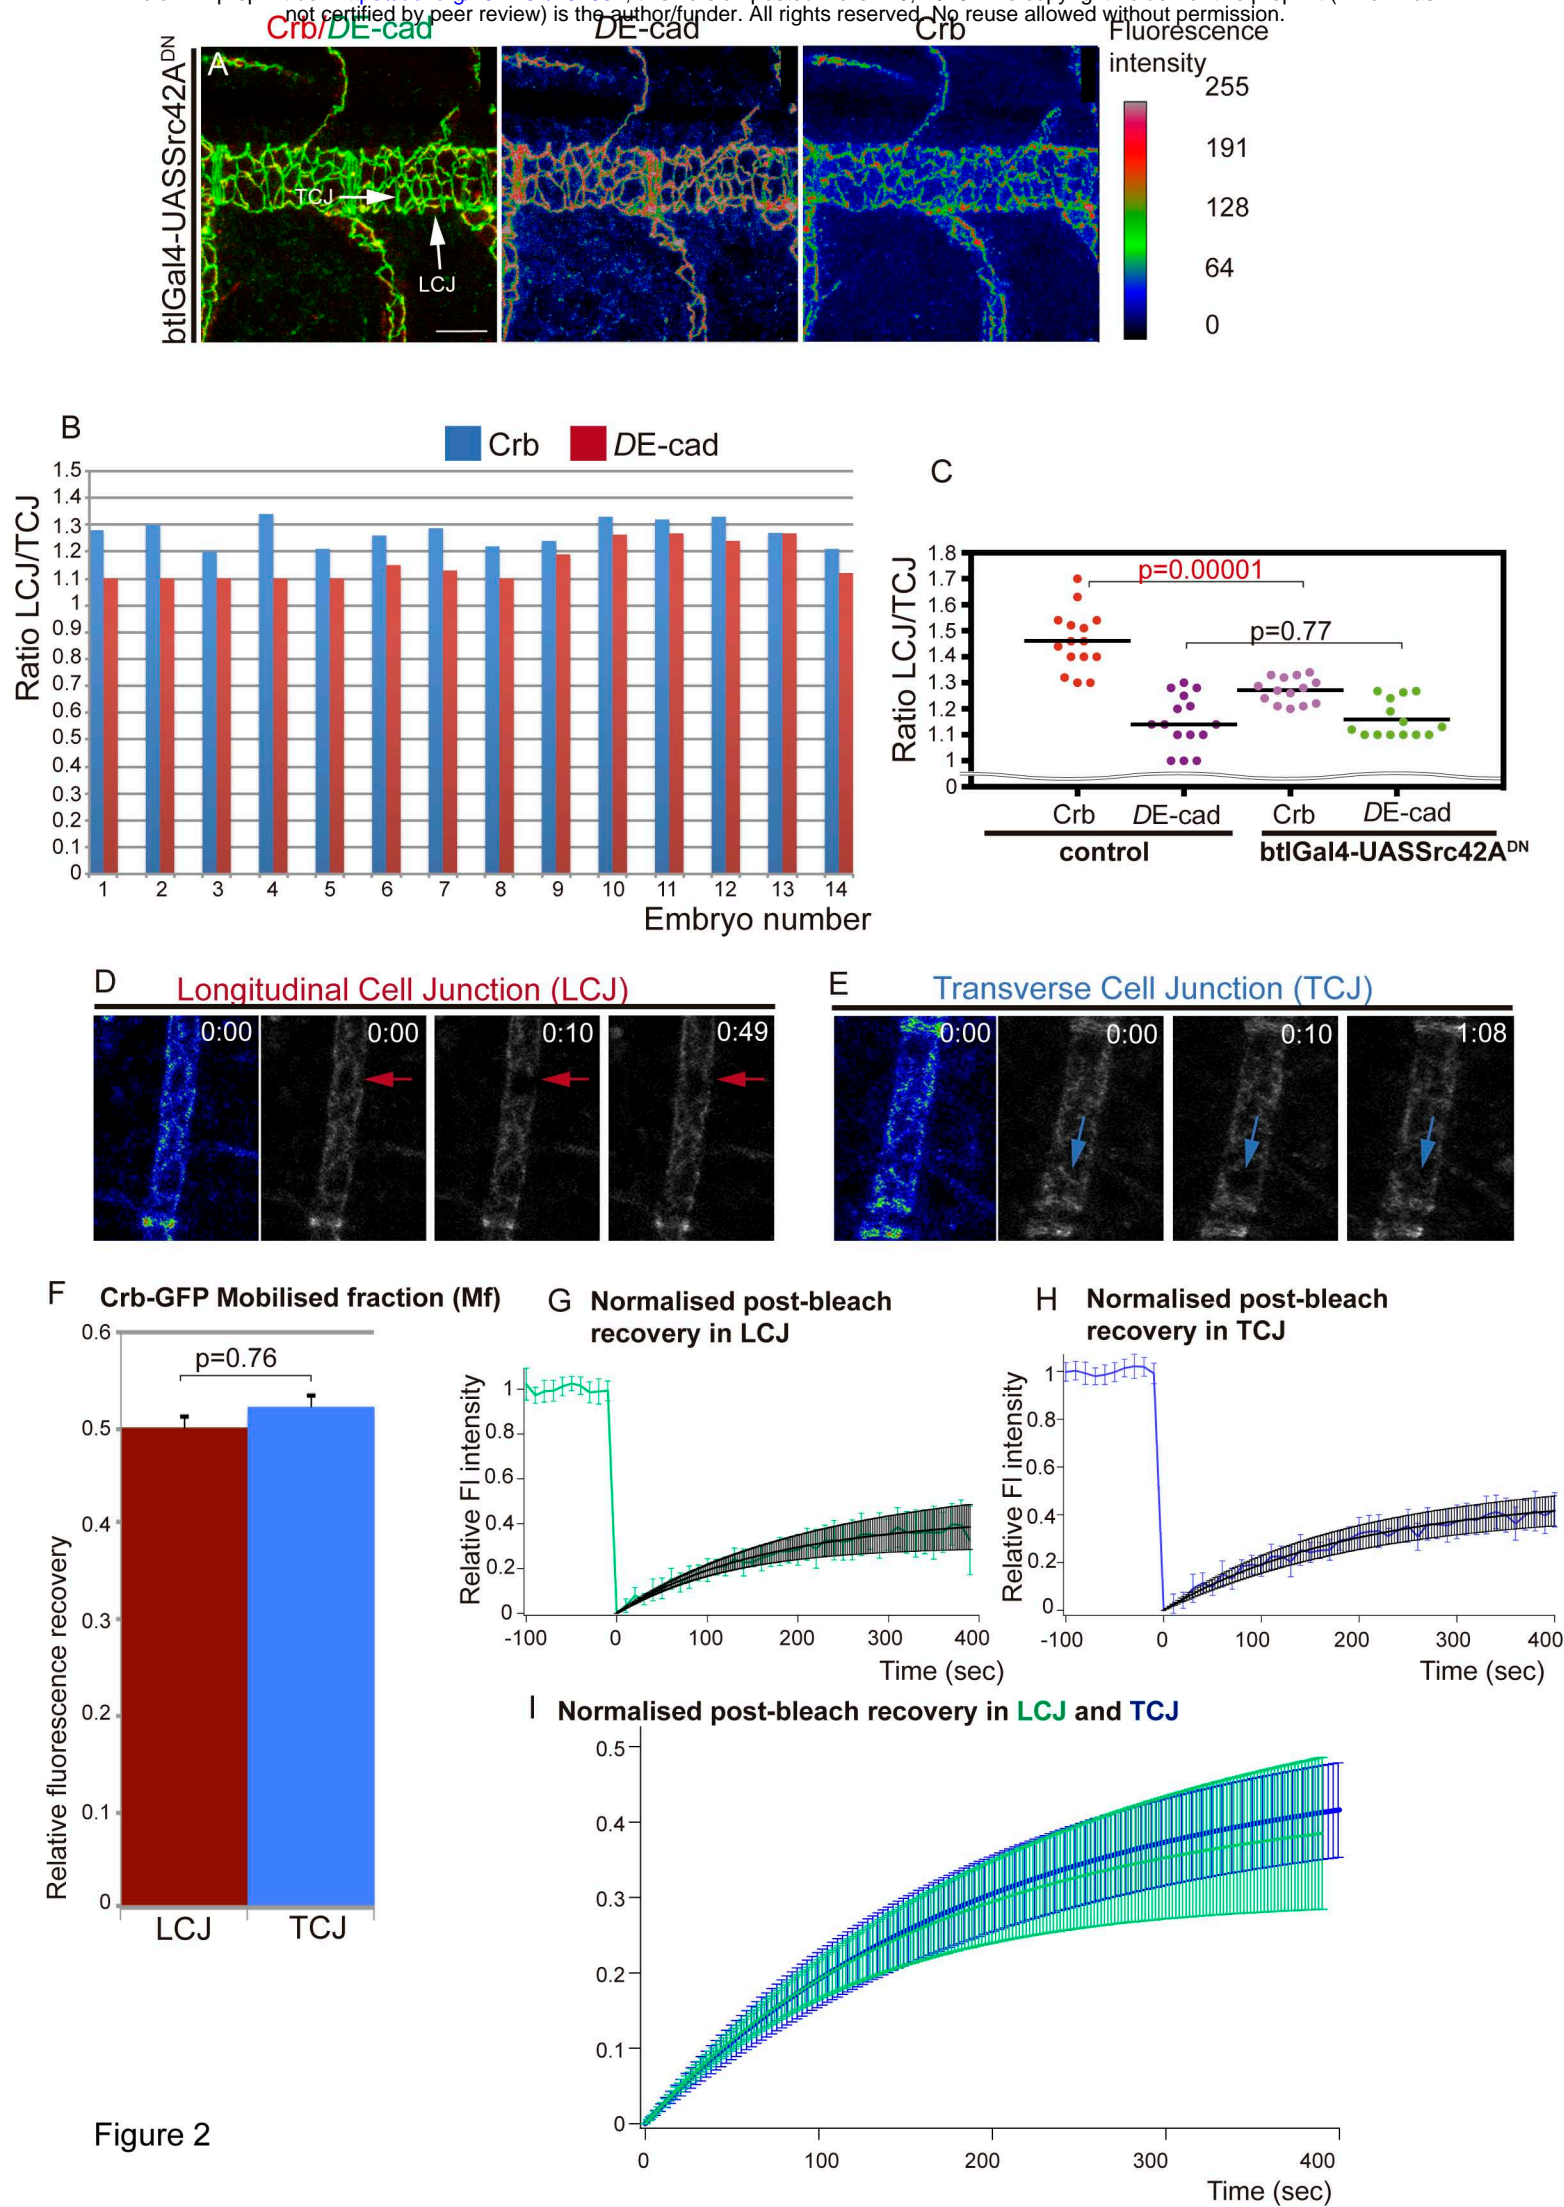 not certified by peer review) is the author/funder. All rights reserved. No reuse allowed without permission.
Crb/DE-cad
DE-cad
Crb
Fluorescence
intensity
btlGal4-UASSrc42ADN
A
TCJ
LCJ
255
191
128
64
0
B
Crb
DE-cad
Ratio LCJ/TCJ
1.5
1.4
1.3
1.2
1.1
1
0.9
0.8
0.7
0.6
0.5
0.4
0.3
0.2
0.1
0
1 2 3 4 5 6 7 8 9 10 11 12 13 14
Embryo number
C
Ratio LCJ/TCJ
1.8
1.7
1.6
1.5
1.4
1.3
1.2
1.1
1
0
p=0.00001
p=0.77
Crb DE-cad Crb DE-cad
control btlGal4-UASSrc42ADN
D
Longitudinal Cell Junction (LCJ)
0:00 0:00 0:10 0:49
E
Transverse Cell Junction (TCJ)
0:00 0:00 0:10 1:08
F
Crb-GFP Mobilised fraction (Mf)
Relative fluorescence recovery
0.6
0.5
0.4
0.3
0.2
0.1
0
p=0.76
LCJ TCJ
G
Normalised post-bleach
recovery in LCJ
Relative FI intensity
1
0.8
0.6
0.4
0.2
0
-100 0 100 200 300 400
Time (sec)
H
Normalised post-bleach
recovery in TCJ
Relative FI intensity
1
0.8
0.6
0.4
0.2
0
-100 0 100 200 300 400
Time (sec)
I
Normalised post-bleach recovery in LCJ and TCJ
0.5
0.4
0.3
0.2
0.1
0
0 100 200 300 400
Time (sec)
Figure 2